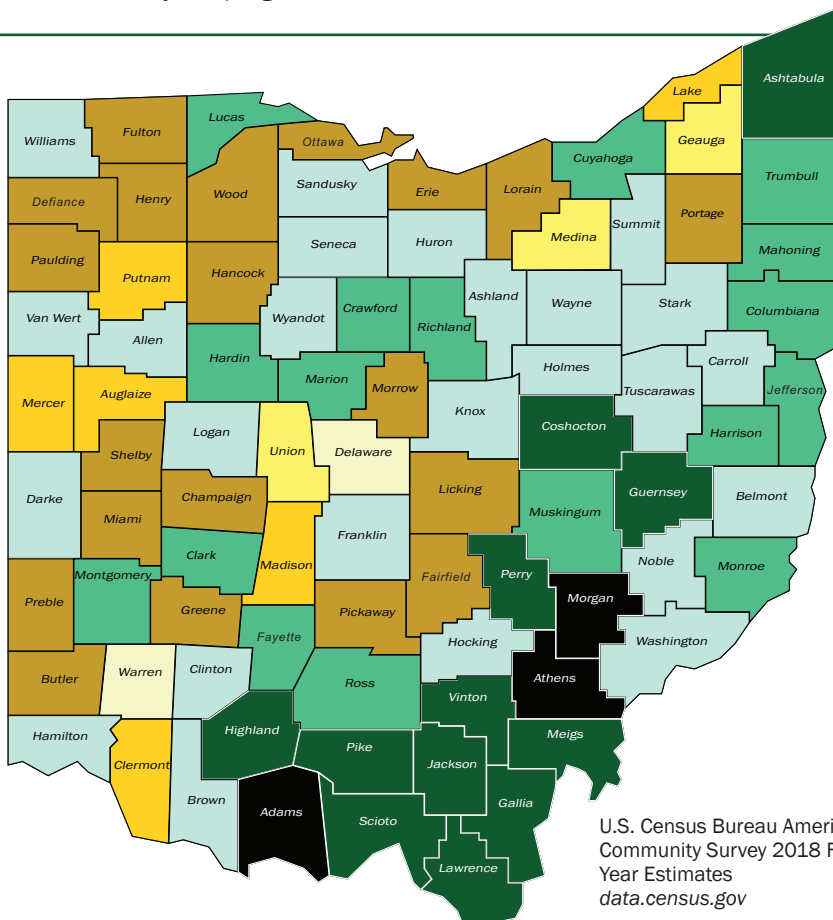 Ashtabula
Lake
Lucas
Geauga
Williams
Fulton
Ottawa
Cuyahoga
Trumbull
Sandusky
Erie
Lorain
Defiance
Henry
Wood
Portage
Medina
Summit
Seneca
Huron
Mahoning
Paulding
Putnam
Hancock
Ashland
Wayne
Stark
Columbiana
Van Wert
Allen
Wyandot
Crawford
Richland
Hardin
Holmes
Carroll
Marion
Morrow
Tuscarawas
Jefferson
Mercer
Auglaize
Knox
Logan
Coshocton
Harrison
Union
Delaware
Shelby
Darke
Champaign
Licking
Guernsey
Belmont
Miami
Franklin
Muskingum
Clark
Madison
Noble
Monroe
Montgomery
Fairfield
Perry
Preble
Greene
Pickaway
Morgan
Fayette
Hocking
Washington
Butler
Warren
Clinton
Ross
Athens
Vinton
Hamilton
Highland
Pike
Meigs
Clermont
Jackson
Brown
Adams
Scioto
Gallia
Lawrence
U.S. Census Bureau Ameri
Community Survey 2018 F
Year Estimates
data.census.gov